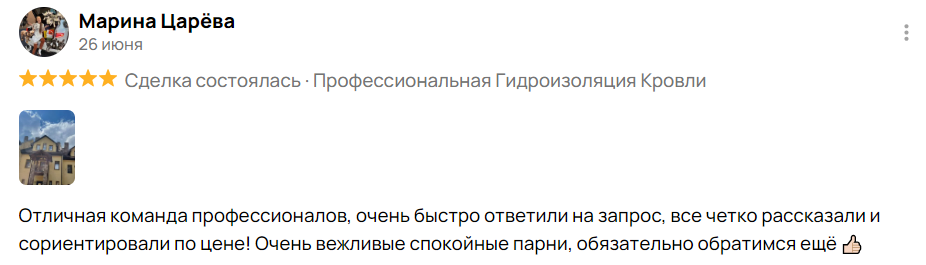 Марина Царёва
26 июня
Сделка состоялась · Профессиональная Гидроизоляция Кровли
Отличная команда профессионалов, очень быстро ответили на запрос, все четко рассказали и
сориентировали по цене! Очень вежливые спокойные парни, обязательно обратимся ещё 👍🏻